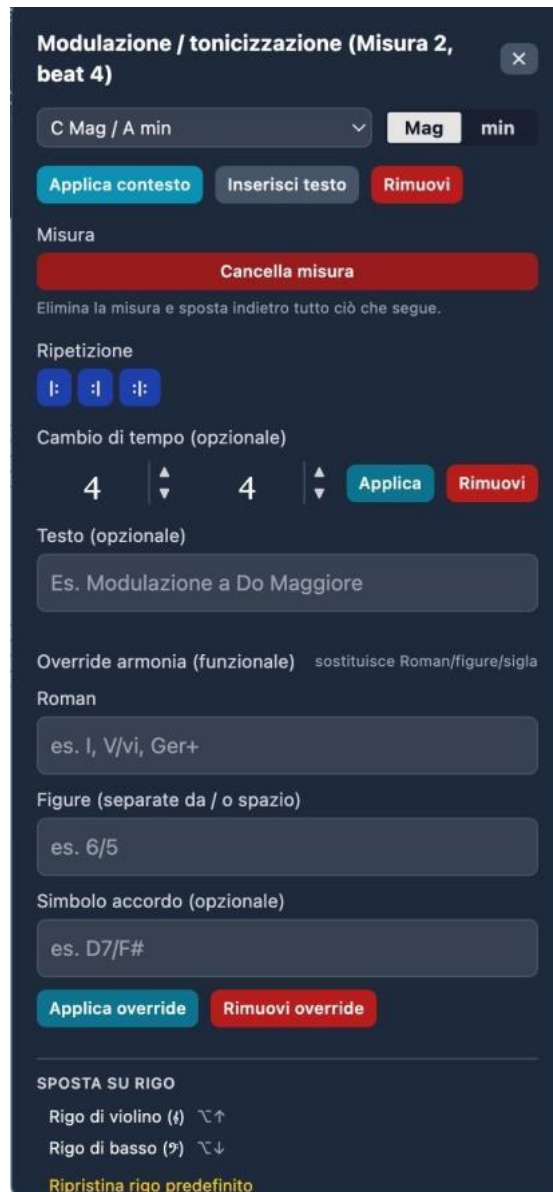 Modulazione / tonicizzazione (Misura 2,
beat 4)
×
C Mag / A min
Mag min
Applica contesto Inserisci testo Rimuovi
Misura
Cancella misura
Elimina la misura e sposta indietro tutto ciò che segue.
Ripetizione
|: :| :|:
Cambio di tempo (opzionale)
4 ▲ ▼ 4 ▲ ▼ Applica Rimuovi
Testo (opzionale)
Es. Modulazione a Do Maggiore
Override armonia (funzionale) sostituisce Roman/figure/sigla
Roman
es. I, V/vi, Ger+
Figure (separate da / o spazio)
es. 6/5
Simbolo accordo (opzionale)
es. D7/F#
Applica override Rimuovi override
SPOSTA SU RIGO
Rigo di violino (𝄞) ⌥↑
Rigo di basso (𝄢) ⌥↓
Ripristina rigo predefinito